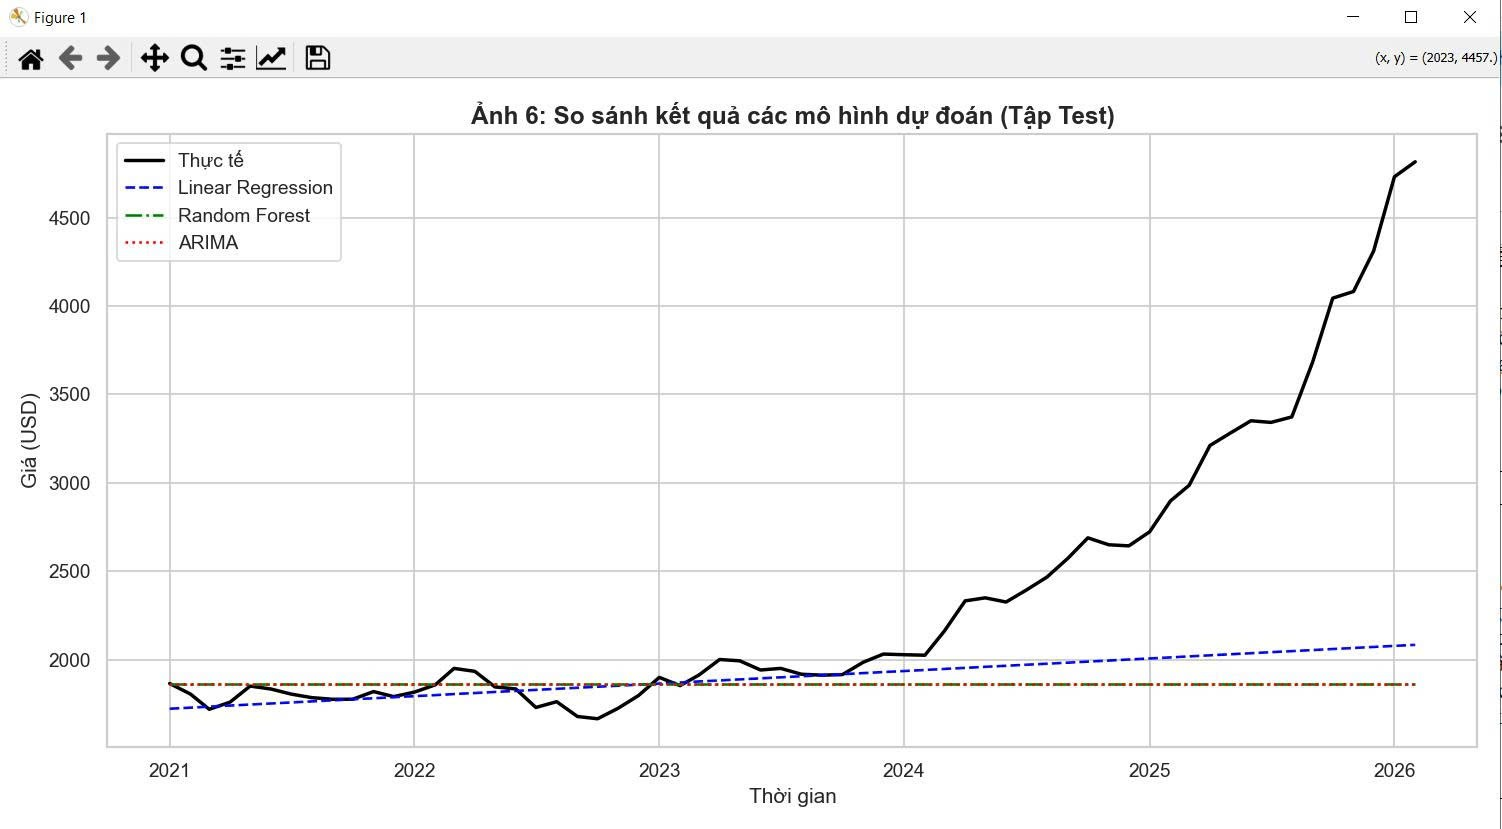 Figure 1
(x, y) = (2023, 4457.)
Ảnh 6: So sánh kết quả các mô hình dự đoán (Tập Test)
Thực tế
Linear Regression
Random Forest
ARIMA
4500
4000
3500
3000
2500
2000
Giá (USD)
2021
2022
2023
2024
2025
2026
Thời gian